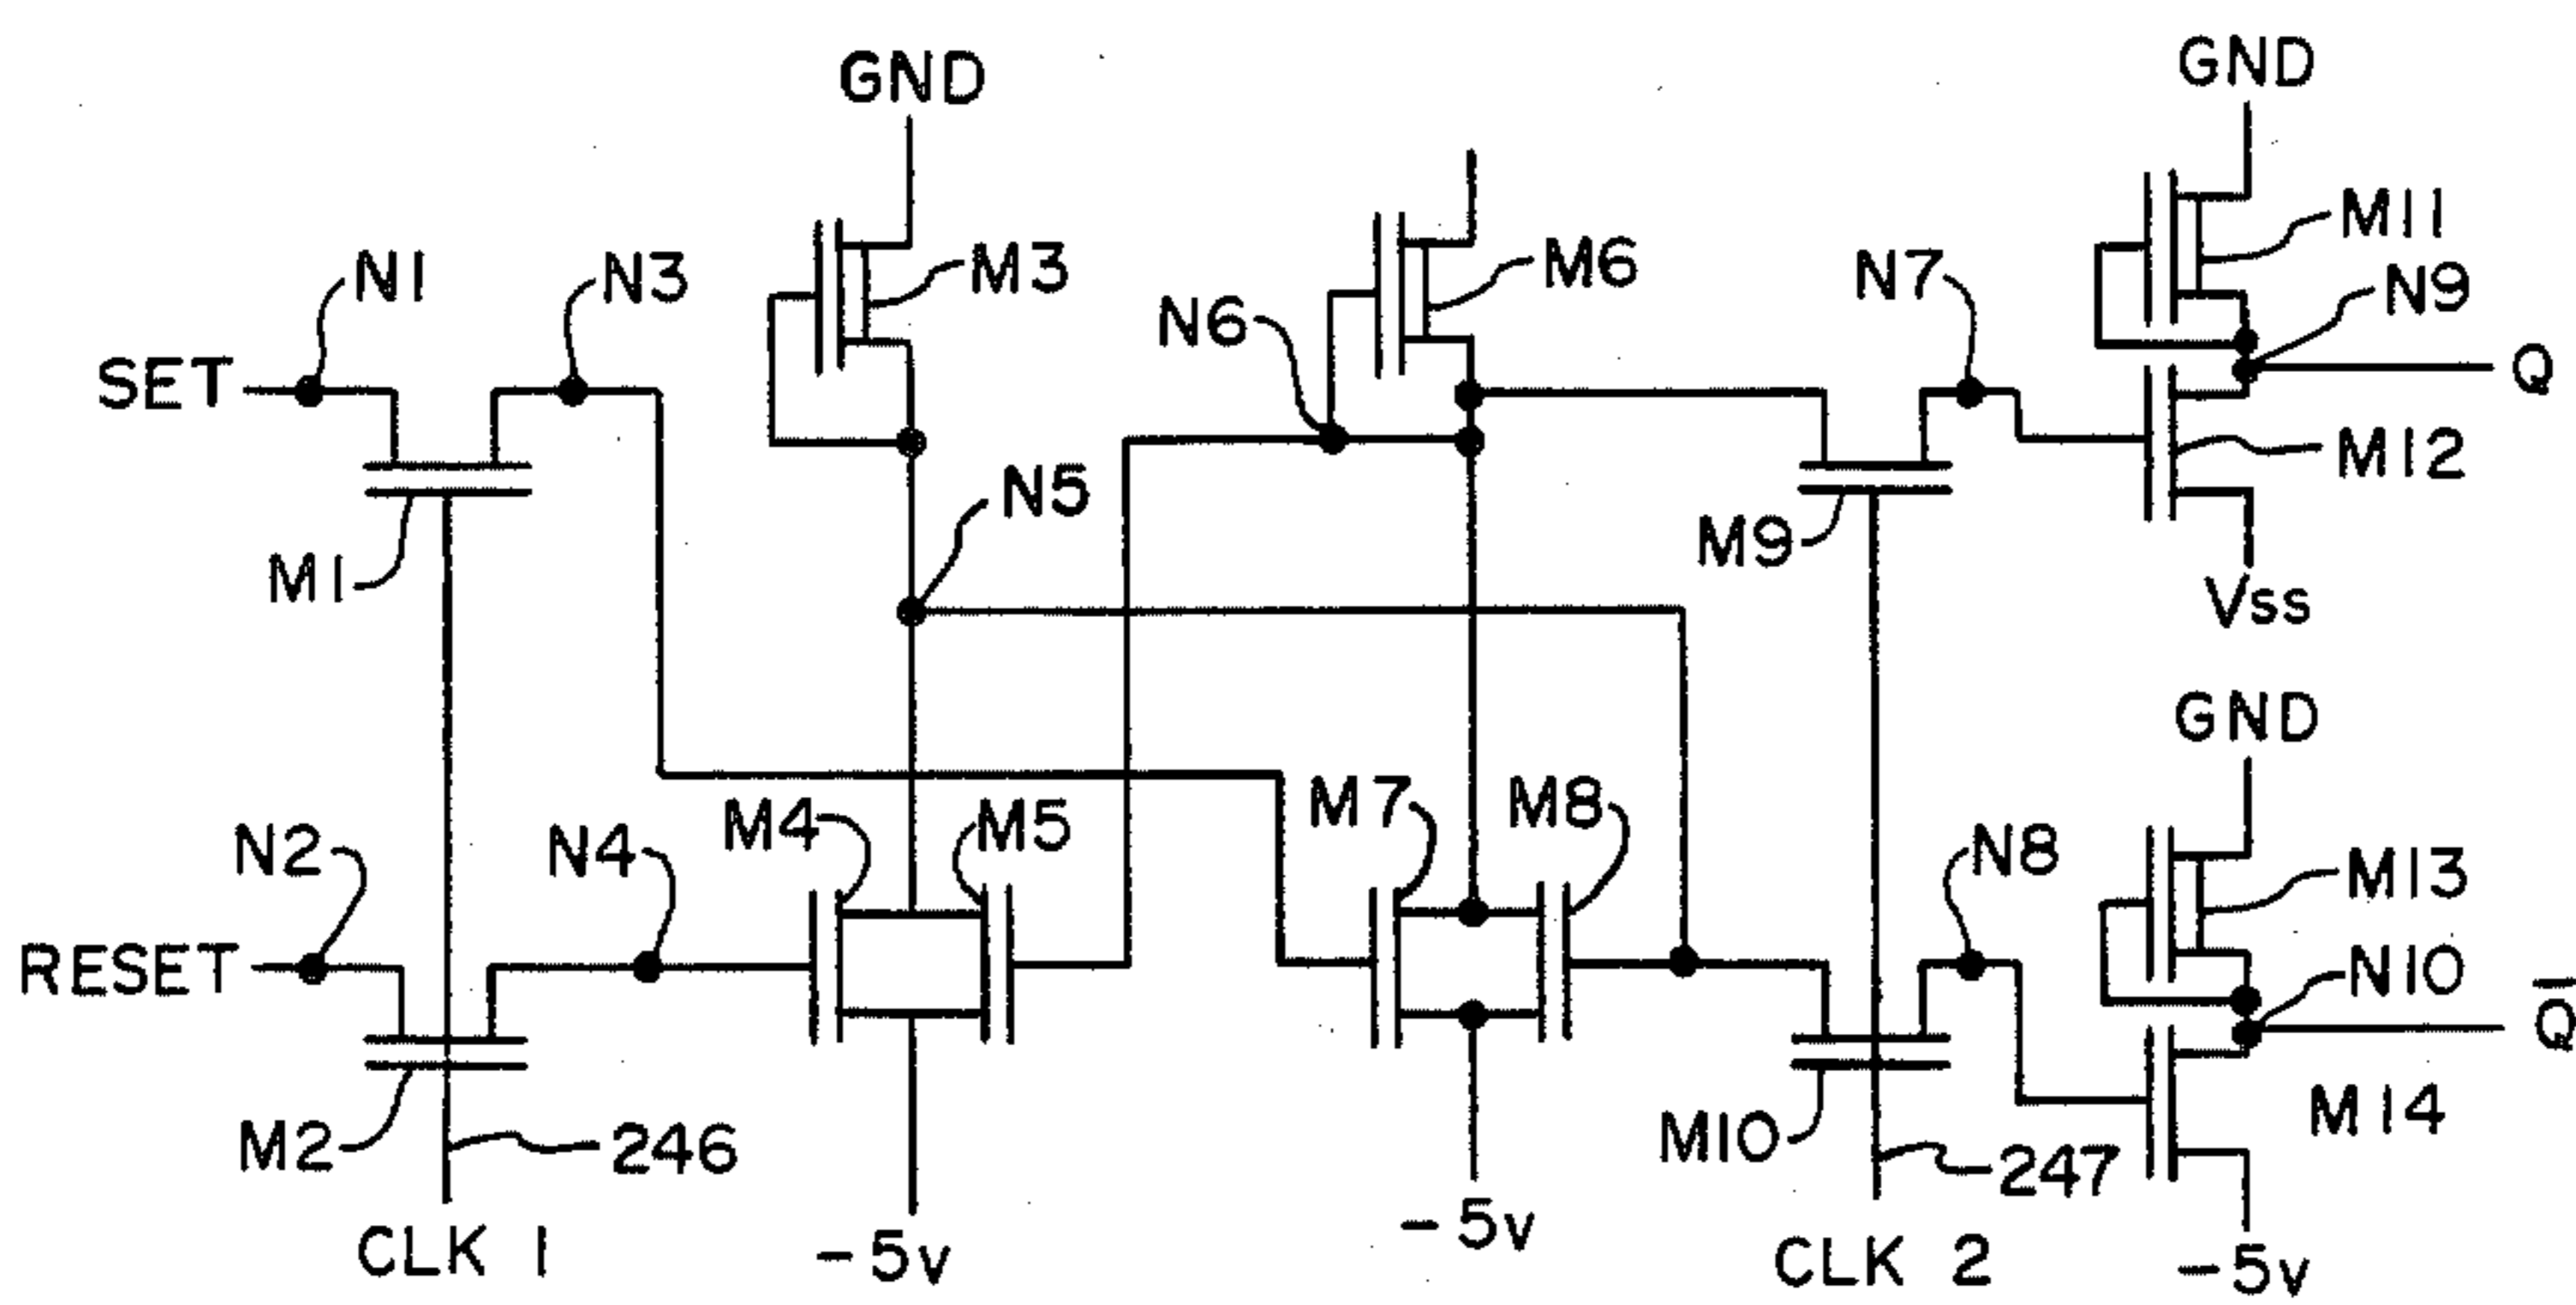 GND
GND
M11
N1
N3
M3
M6
N7
N9
N6
SET
Q
M12
N5
M9
M1
Vss
GND
M4
M5
M7
M8
N2
N4
N8
M13
RESET
N10
Q̅
M2
246
M10
247
M14
CLK 1
-5v
-5v
CLK 2
-5v